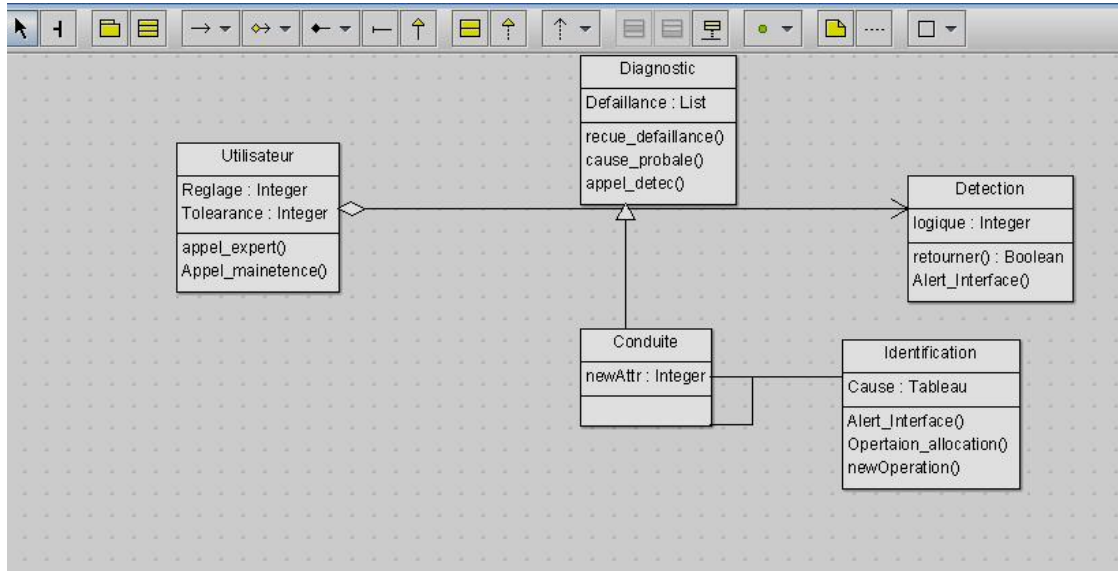 Diagnostic
Defaillance : List
recue_defaillance()
cause_probale()
appel_detec()
Utilisateur
Reglage : Integer
Tolearance : Integer
appel_expert()
Appel_mainetence()
Detection
logique : Integer
retourner() : Boolean
Alert_Interface()
Conduite
newAttr : Integer
Identification
Cause : Tableau
Alert_Interface()
Opertaion_allocation()
newOperation()